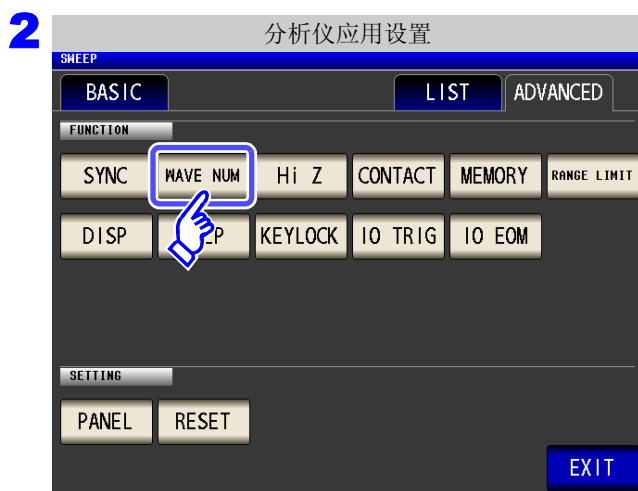 2
分析仪应用设置
SWEEP
BASIC LIST ADVANCED
FUNCTION
SYNC WAVE NUM Hi Z CONTACT MEMORY RANGE LIMIT
DISP KEYLOCK IO TRIG IO EOM
SETTING
PANEL RESET
EXIT